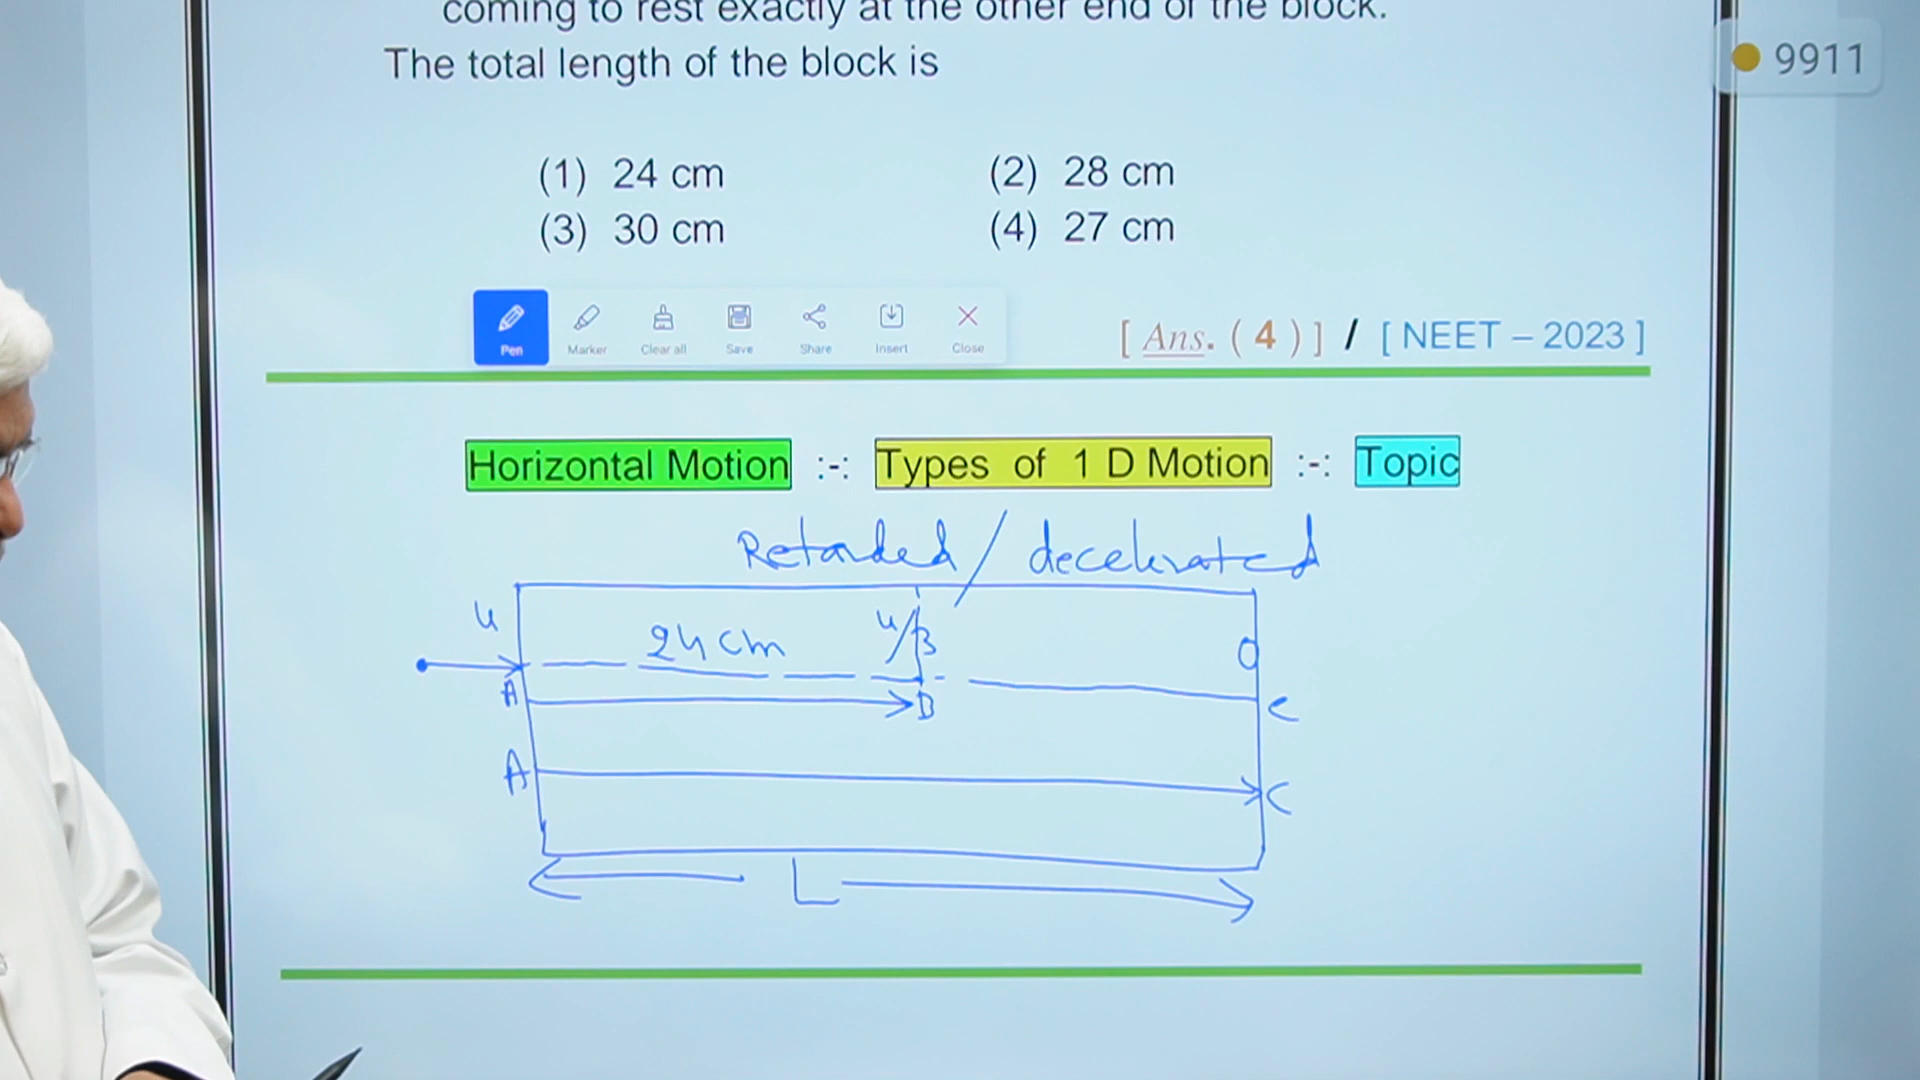 coming to rest exactly at the other end of the block.
The total length of the block is
9911
(1) 24 cm (2) 28 cm
(3) 30 cm (4) 27 cm
Pen Marker Clear all Save Share Insert Close
[ Ans. ( 4 ) ] / [ NEET – 2023 ]
Horizontal Motion :-: Types of 1 D Motion :-: Topic
Retarded / decelerated
u 24 cm u/3 O
A B C
A C
L